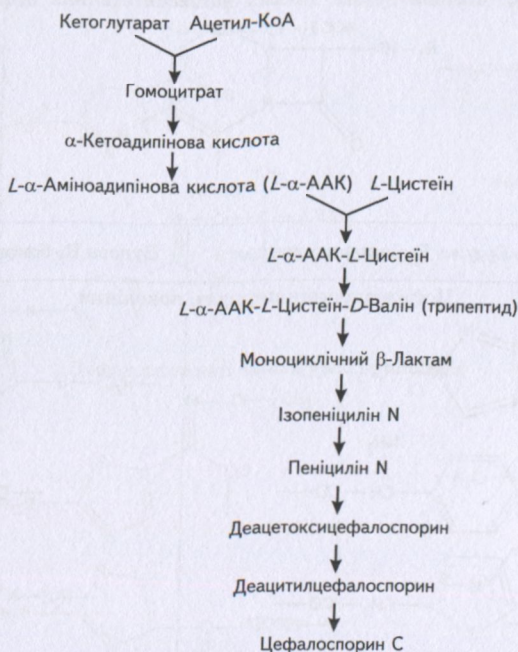 Кетоглутарат Ацетил-КоА
Гомоцитрат
α-Кетоадипінова кислота
L-α-Аміноадипінова кислота (L-α-ААК) L-Цистеїн
L-α-ААК-L-Цистеїн
L-α-ААК-L-Цистеїн-D-Валін (трипептид)
Моноциклічний β-Лактам
Ізопеніцилін N
Пеніцилін N
Деацетоксицефалоспорин
Деацитилцефалоспорин
Цефалоспорин С